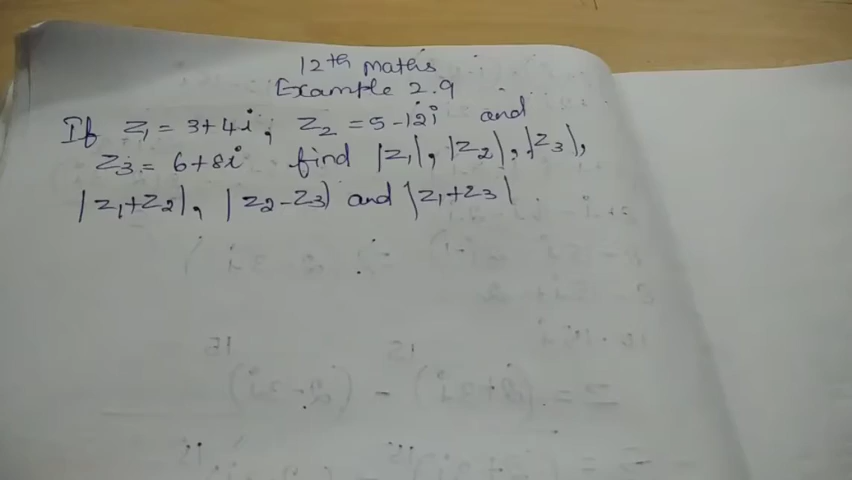 12th maths
Example 2.9
If z₁ = 3+4i, z₂ = 5-12i and
z₃ = 6+8i find |z₁|, |z₂|, |z₃|,
|z₁+z₂|, |z₂-z₃| and |z₁+z₃|